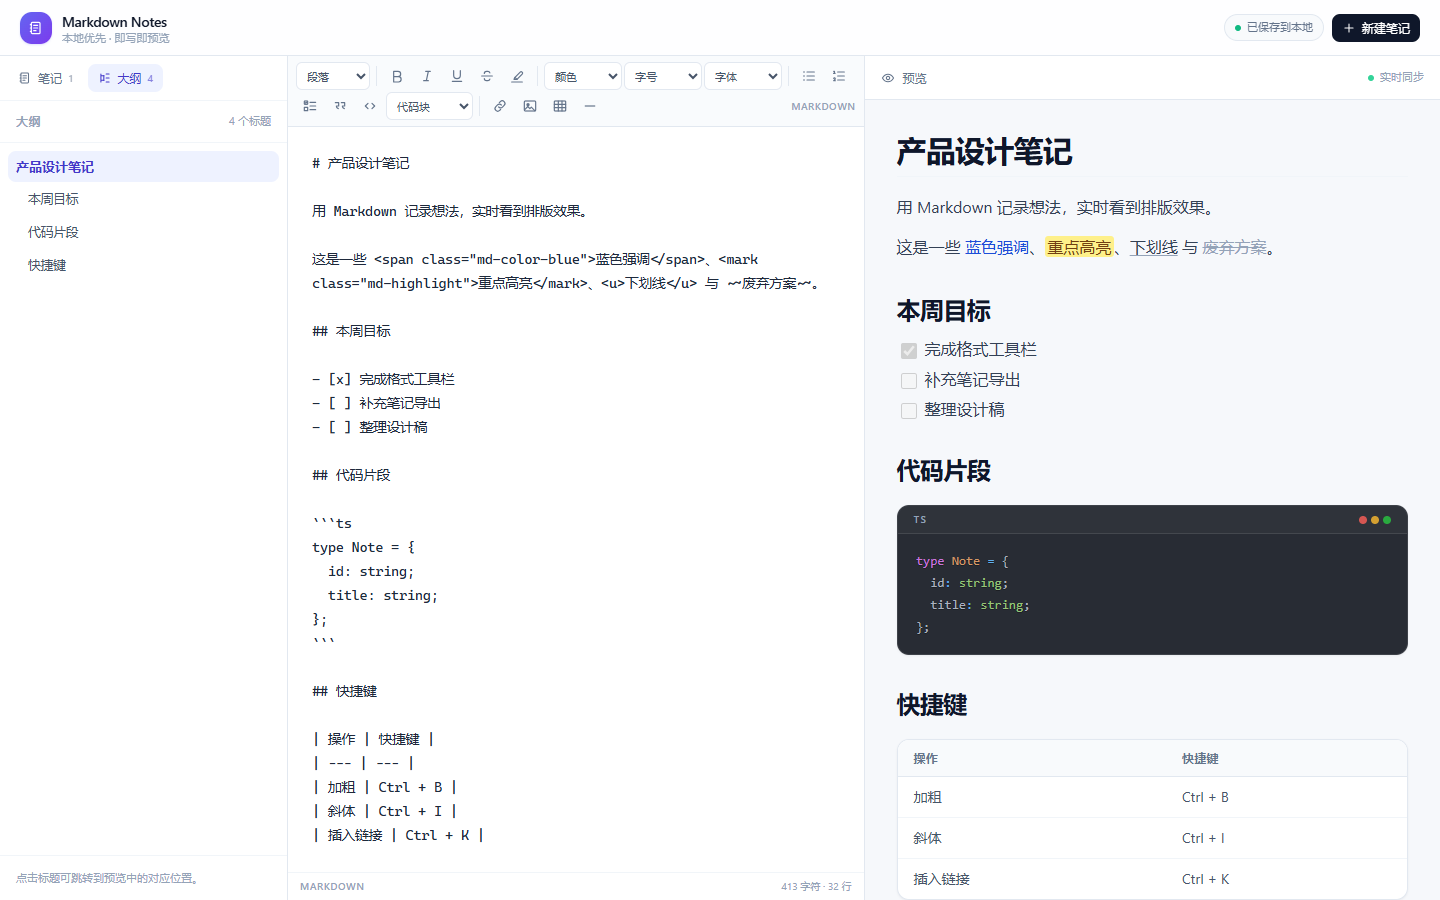 Markdown Notes
本地优先 · 即写即预览
已保存到本地
+ 新建笔记
笔记 1
大纲 4
大纲
4 个标题
产品设计笔记
本周目标
代码片段
快捷键
点击标题可跳转到预览中的对应位置。
段落
B I U S
颜色
字号
字体
代码块
MARKDOWN
# 产品设计笔记
用 Markdown 记录想法，实时看到排版效果。
这是一些 <span class="md-color-blue">蓝色强调</span>、<mark
class="md-highlight">重点高亮</mark>、<u>下划线</u> 与 ~~废弃方案~~。
## 本周目标
- [x] 完成格式工具栏
- [ ] 补充笔记导出
- [ ] 整理设计稿
## 代码片段
```ts
type Note = {
  id: string;
  title: string;
};
```
## 快捷键
| 操作 | 快捷键 |
| --- | --- |
| 加粗 | Ctrl + B |
| 斜体 | Ctrl + I |
| 插入链接 | Ctrl + K |
MARKDOWN
413 字符 · 32 行
预览
实时同步
产品设计笔记
用 Markdown 记录想法，实时看到排版效果。
这是一些 蓝色强调、重点高亮、下划线 与 废弃方案。
本周目标
完成格式工具栏
补充笔记导出
整理设计稿
代码片段
TS
type Note = {
  id: string;
  title: string;
};
快捷键
操作 快捷键
加粗 Ctrl + B
斜体 Ctrl + I
插入链接 Ctrl + K